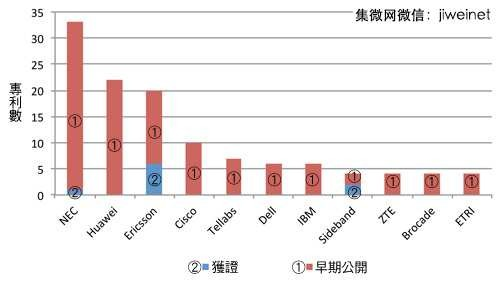 集微网微信：jiweinet
專利數
35
30
25
20
15
10
5
0
① ① ① ① ① ① ① ① ① ① ①
② ② ②
NEC Huawei Ericsson Cisco Tellabs Dell IBM Sideband ZTE Brocade ETRI
②獲證 ①早期公開